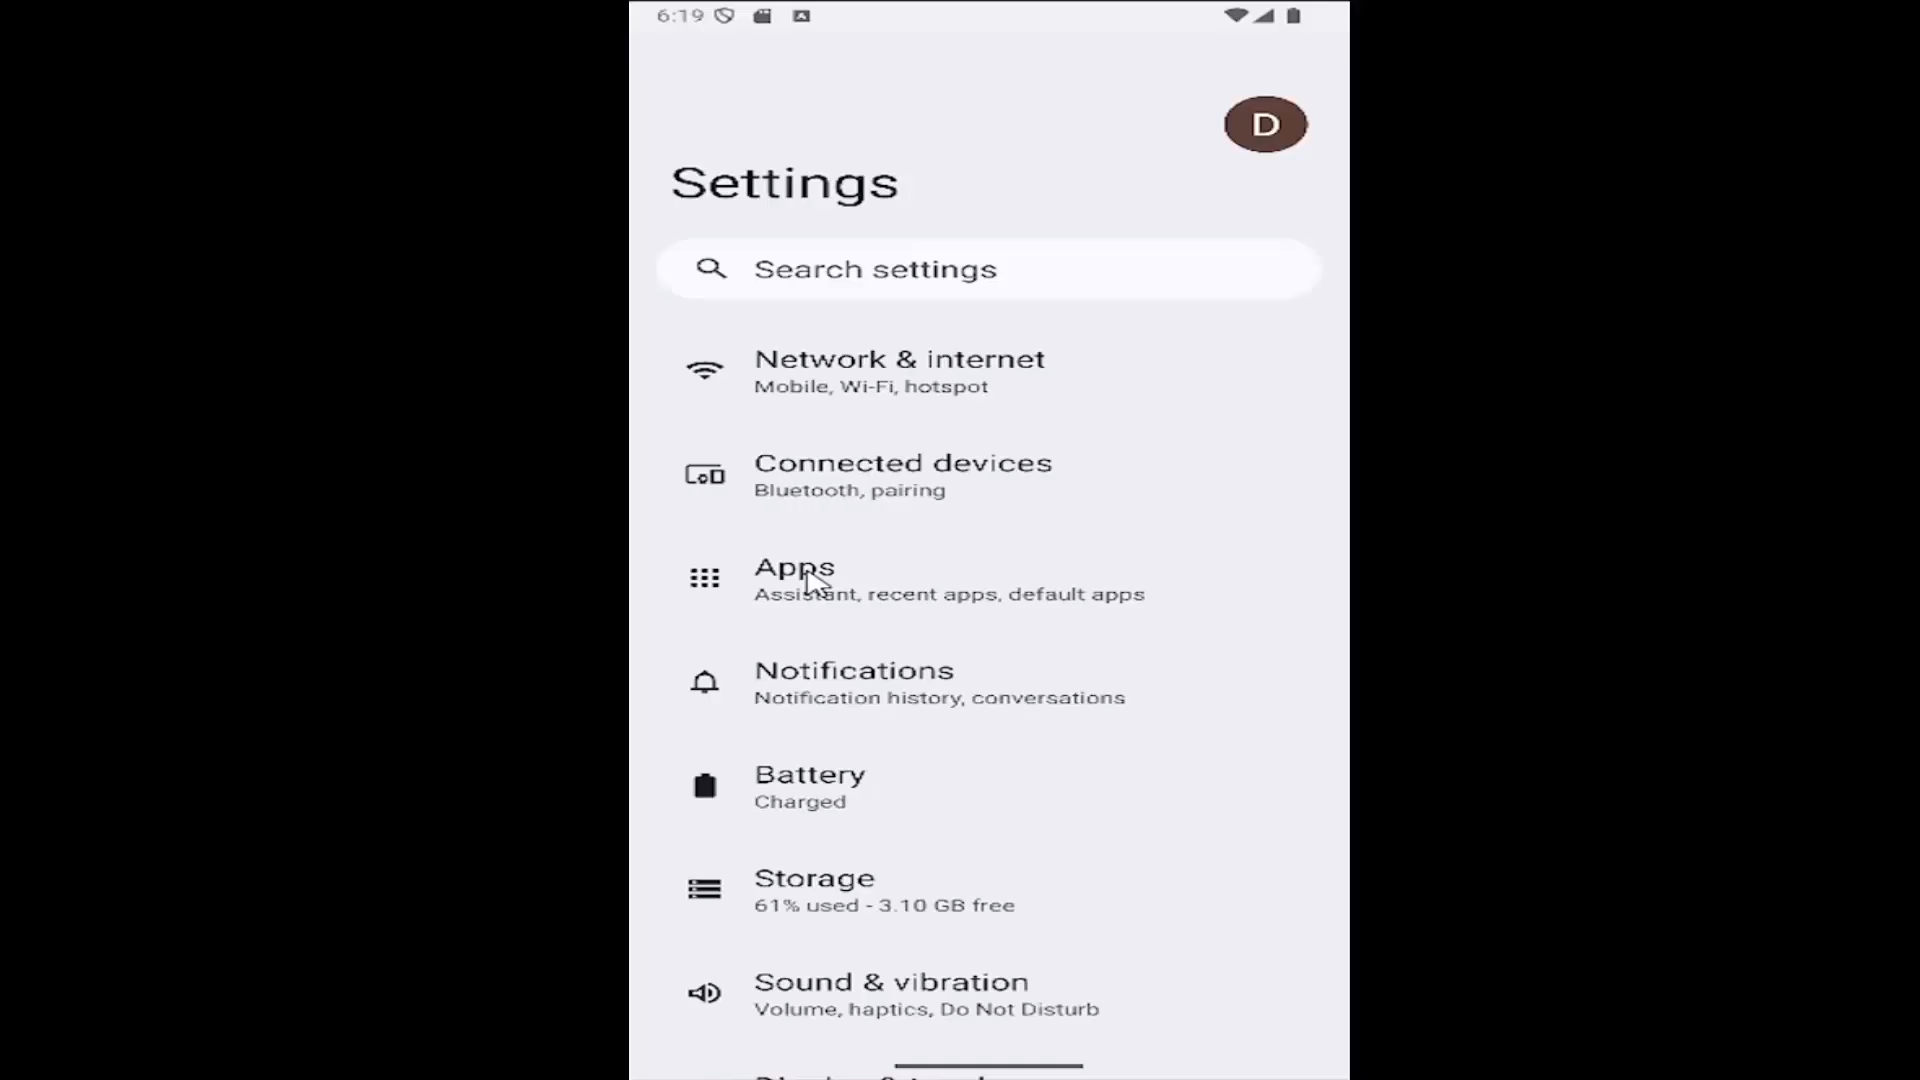 6:19
D
Settings
Search settings
Network & internet
Mobile, Wi-Fi, hotspot
Connected devices
Bluetooth, pairing
Apps
Assistant, recent apps, default apps
Notifications
Notification history, conversations
Battery
Charged
Storage
61% used - 3.10 GB free
Sound & vibration
Volume, haptics, Do Not Disturb